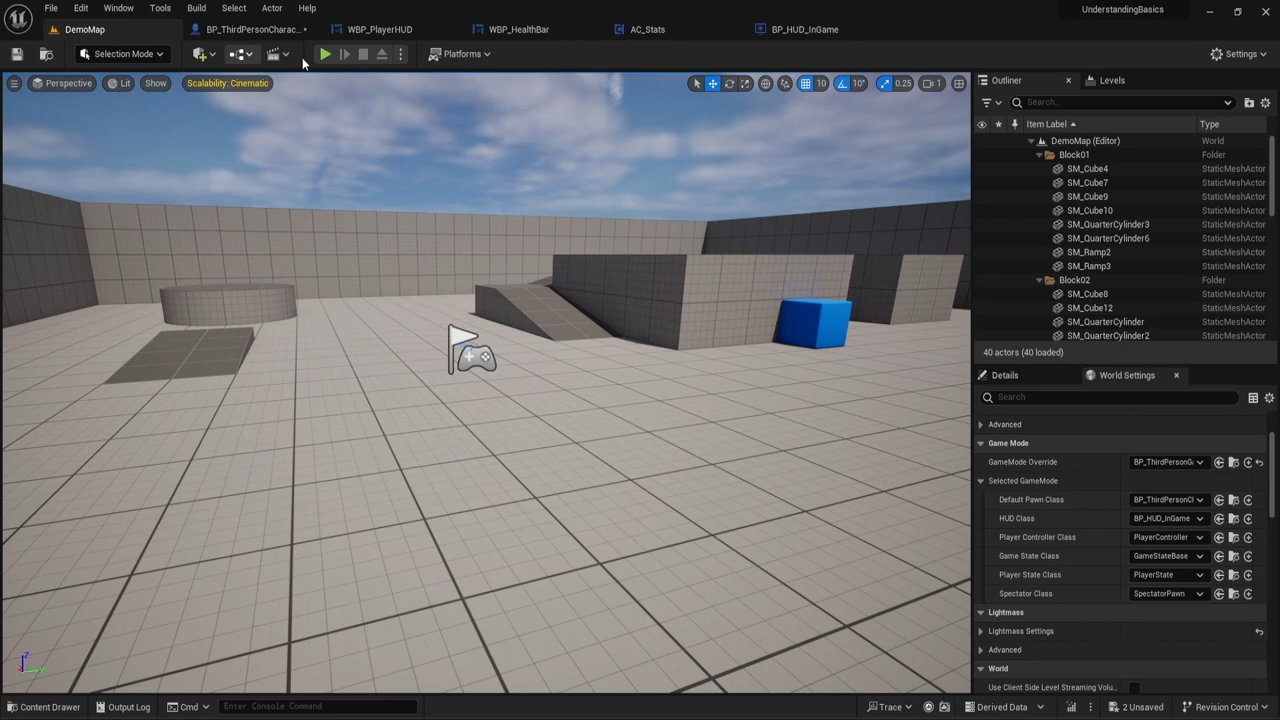 File Edit Window Tools Build Select Actor Help
UnderstandingBasics
DemoMap
BP_ThirdPersonCharac...•
WBP_PlayerHUD
WBP_HealthBar
AC_Stats
BP_HUD_InGame
Selection Mode
Platforms
Settings
Perspective
Lit
Show
Scalability: Cinematic
10
10°
0.25
1
Outliner
Levels
Search...
Item Label
Type
DemoMap (Editor) World
Block01 Folder
SM_Cube4 StaticMeshActor
SM_Cube7 StaticMeshActor
SM_Cube9 StaticMeshActor
SM_Cube10 StaticMeshActor
SM_QuarterCylinder3 StaticMeshActor
SM_QuarterCylinder6 StaticMeshActor
SM_Ramp2 StaticMeshActor
SM_Ramp3 StaticMeshActor
Block02 Folder
SM_Cube8 StaticMeshActor
SM_Cube12 StaticMeshActor
SM_QuarterCylinder StaticMeshActor
SM_QuarterCylinder2 StaticMeshActor
40 actors (40 loaded)
Details
World Settings
Search
Advanced
Game Mode
GameMode Override BP_ThirdPersonG
Selected GameMode
Default Pawn Class BP_ThirdPersonCl
HUD Class BP_HUD_InGame
Player Controller Class PlayerController
Game State Class GameStateBase
Player State Class PlayerState
Spectator Class SpectatorPawn
Lightmass
Lightmass Settings
Advanced
World
Use Client Side Level Streaming Volu...
Z
Y
Content Drawer
Output Log
Cmd
Enter Console Command
Trace
Derived Data
2 Unsaved
Revision Control